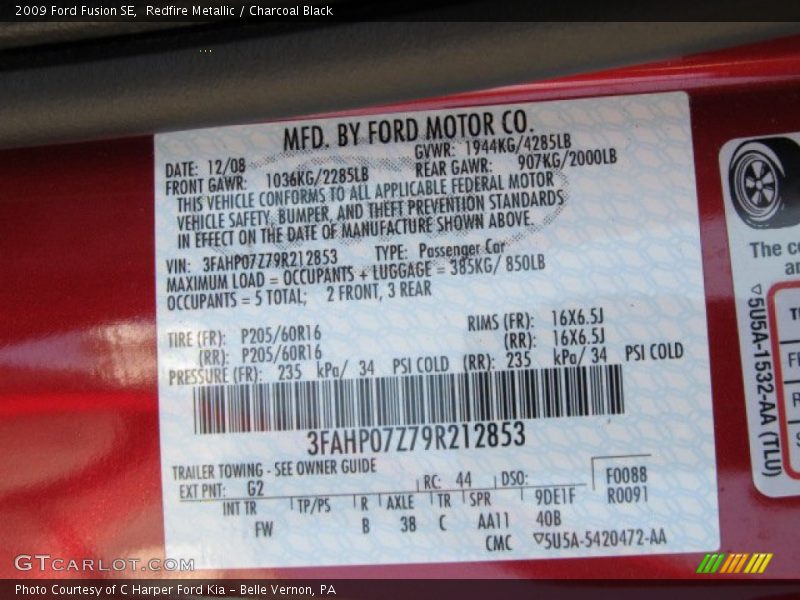 2009 Ford Fusion SE, Redfire Metallic / Charcoal Black
MFD. BY FORD MOTOR CO.
DATE: 12/08 GVWR: 1944KG/4285LB
FRONT GAWR: 1036KG/2285LB REAR GAWR: 907KG/2000LB
THIS VEHICLE CONFORMS TO ALL APPLICABLE FEDERAL MOTOR
VEHICLE SAFETY, BUMPER, AND THEFT PREVENTION STANDARDS
IN EFFECT ON THE DATE OF MANUFACTURE SHOWN ABOVE.
VIN: 3FAHP07Z79R212853 TYPE: Passenger Car
MAXIMUM LOAD = OCCUPANTS + LUGGAGE = 385KG/ 850LB
OCCUPANTS = 5 TOTAL; 2 FRONT, 3 REAR
TIRE (FR): P205/60R16 RIMS (FR): 16X6.5J
(RR): P205/60R16 (RR): 16X6.5J
PRESSURE (FR): 235 kPa/ 34 PSI COLD (RR): 235 kPa/ 34 PSI COLD
3FAHP07Z79R212853
TRAILER TOWING - SEE OWNER GUIDE
EXT PNT: G2 RC: 44 DSO: F0088
INT TR TP/PS R AXLE TR SPR 9DE1F R0091
FW B 38 C AA11 40B
CMC ▽5U5A-5420472-AA
The co
an
▽5U5A-1532-AA (TLU)
GTCARLOT.COM
Photo Courtesy of C Harper Ford Kia - Belle Vernon, PA